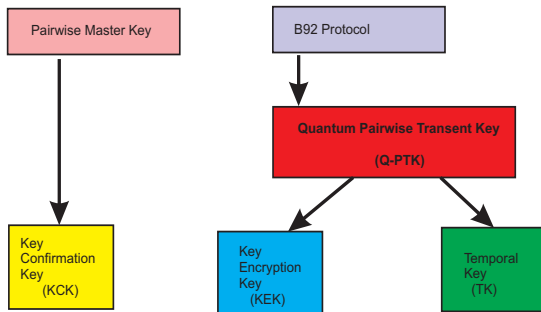 Pairwise Master Key
B92 Protocol
Quantum Pairwise Transent Key
(Q-PTK)
Key
Confirmation
Key
(KCK)
Key
Encryption
Key
(KEK)
Temporal
Key
(TK)